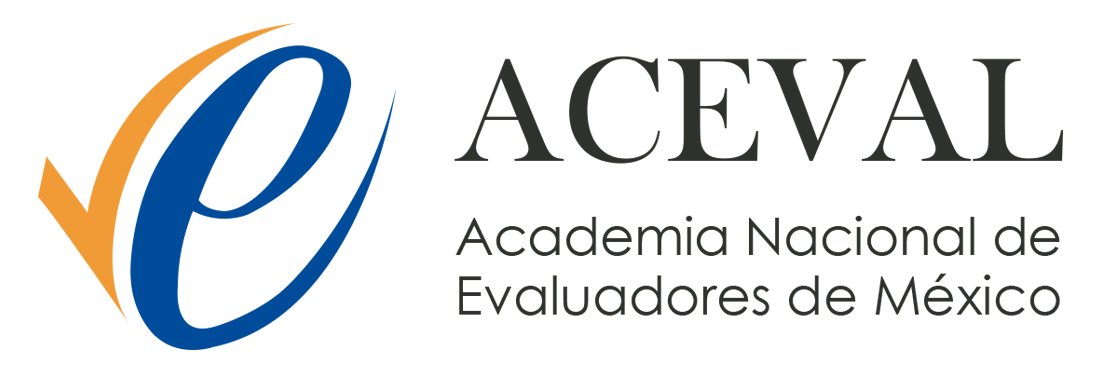 ACEVAL
Academia Nacional de
Evaluadores de México